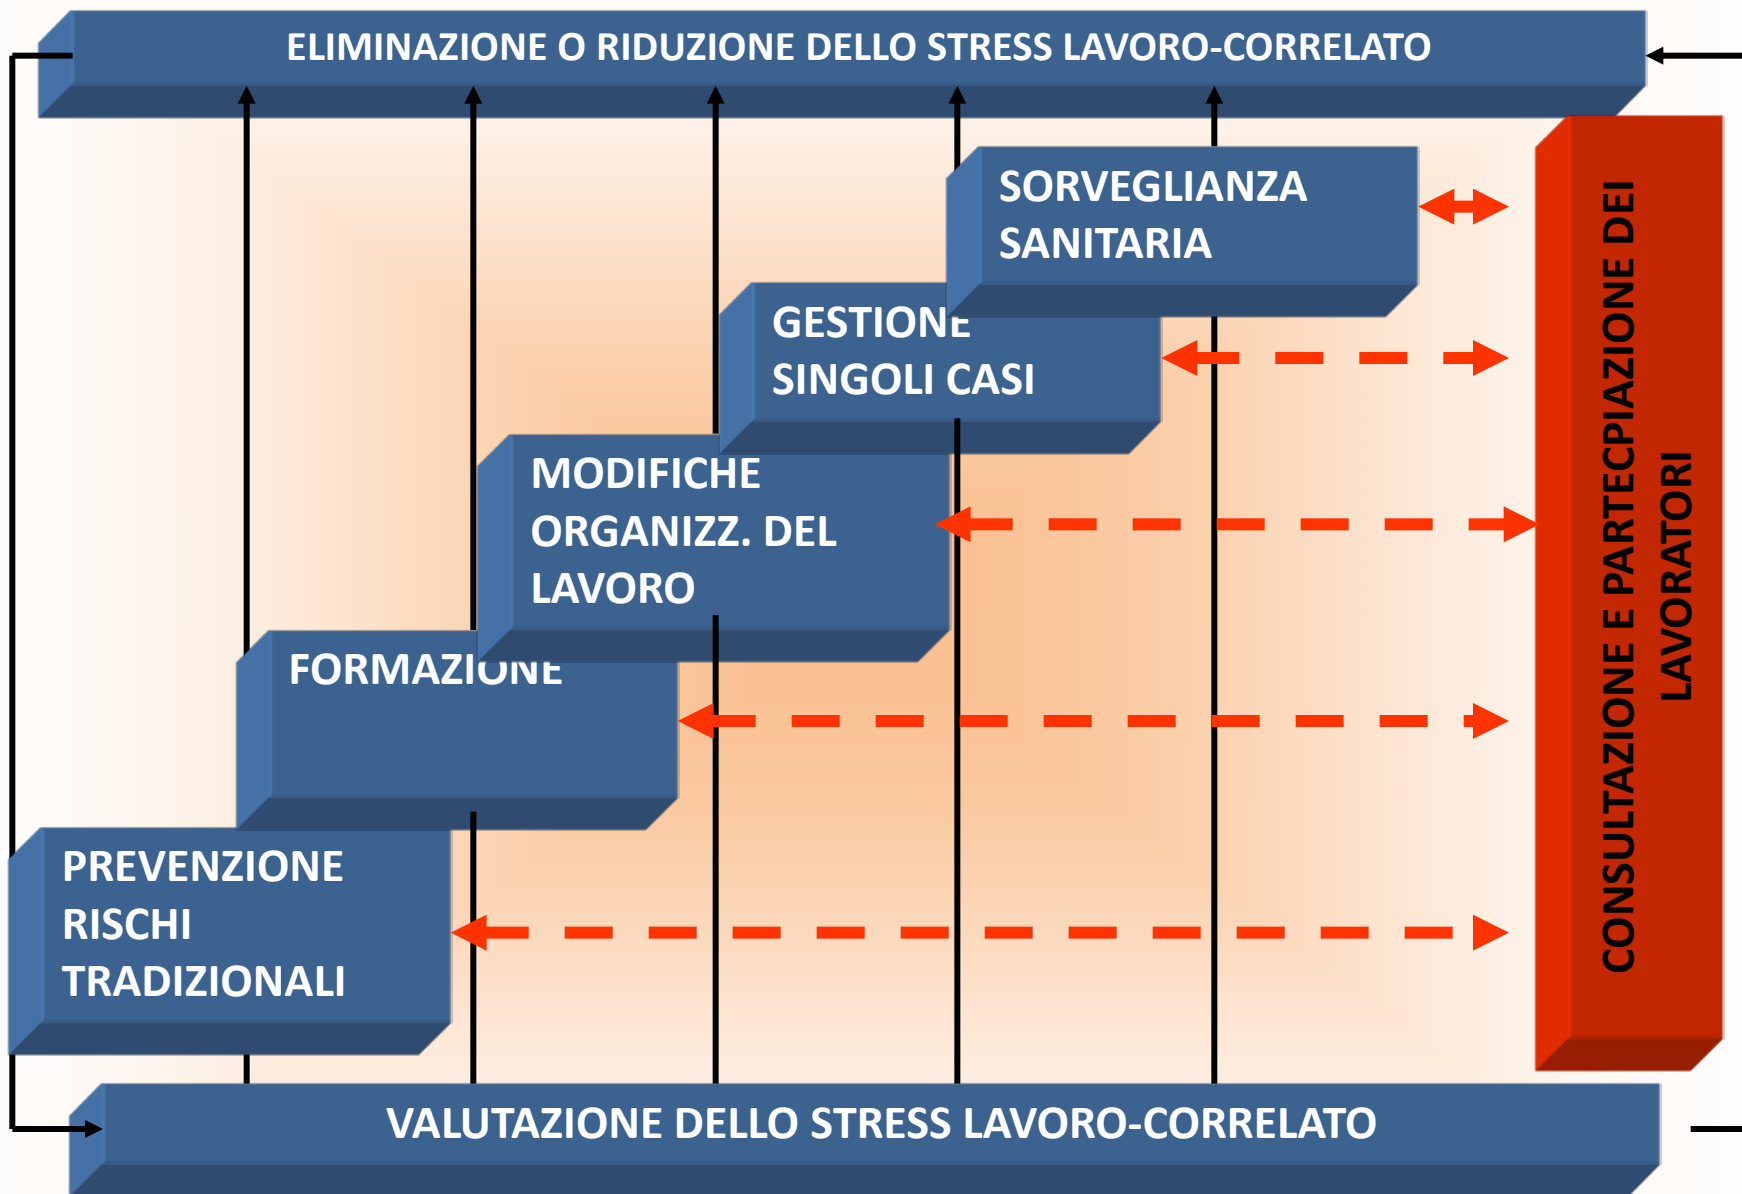 ELIMINAZIONE O RIDUZIONE DELLO STRESS LAVORO-CORRELATO
SORVEGLIANZA
SANITARIA
GESTIONE
SINGOLI CASI
MODIFICHE
ORGANIZZ. DEL
LAVORO
FORMAZIONE
PREVENZIONE
RISCHI
TRADIZIONALI
CONSULTAZIONE E PARTECPIAZIONE DEI
LAVORATORI
VALUTAZIONE DELLO STRESS LAVORO-CORRELATO